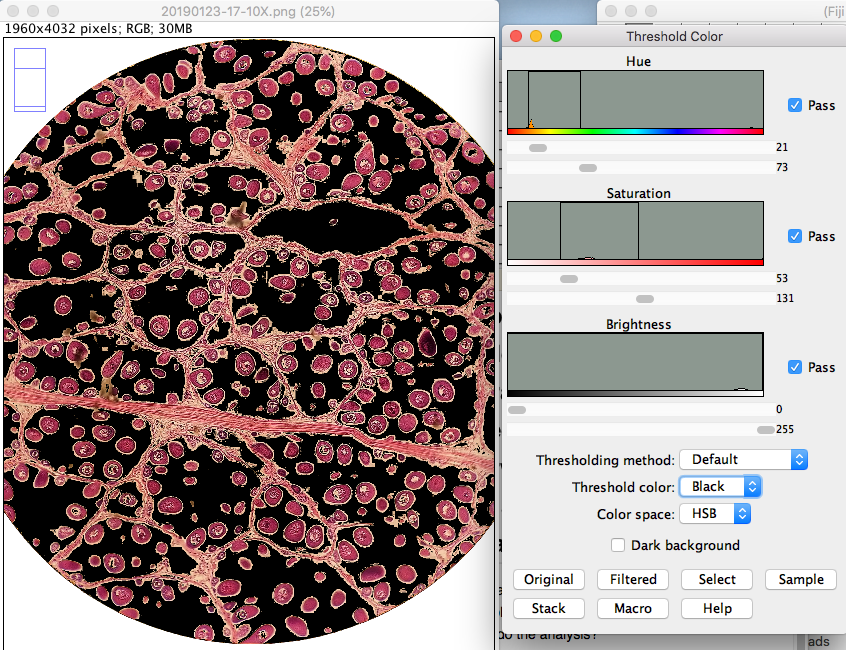 20190123-17-10X.png (25%)
(Fiji
1960x4032 pixels; RGB; 30MB
Threshold Color
Hue
Pass
21
73
Saturation
Pass
53
131
Brightness
Pass
0
255
Thresholding method: Default
Threshold color: Black
Color space: HSB
Dark background
Original Filtered Select Sample
Stack Macro Help
do the analysis?
ads